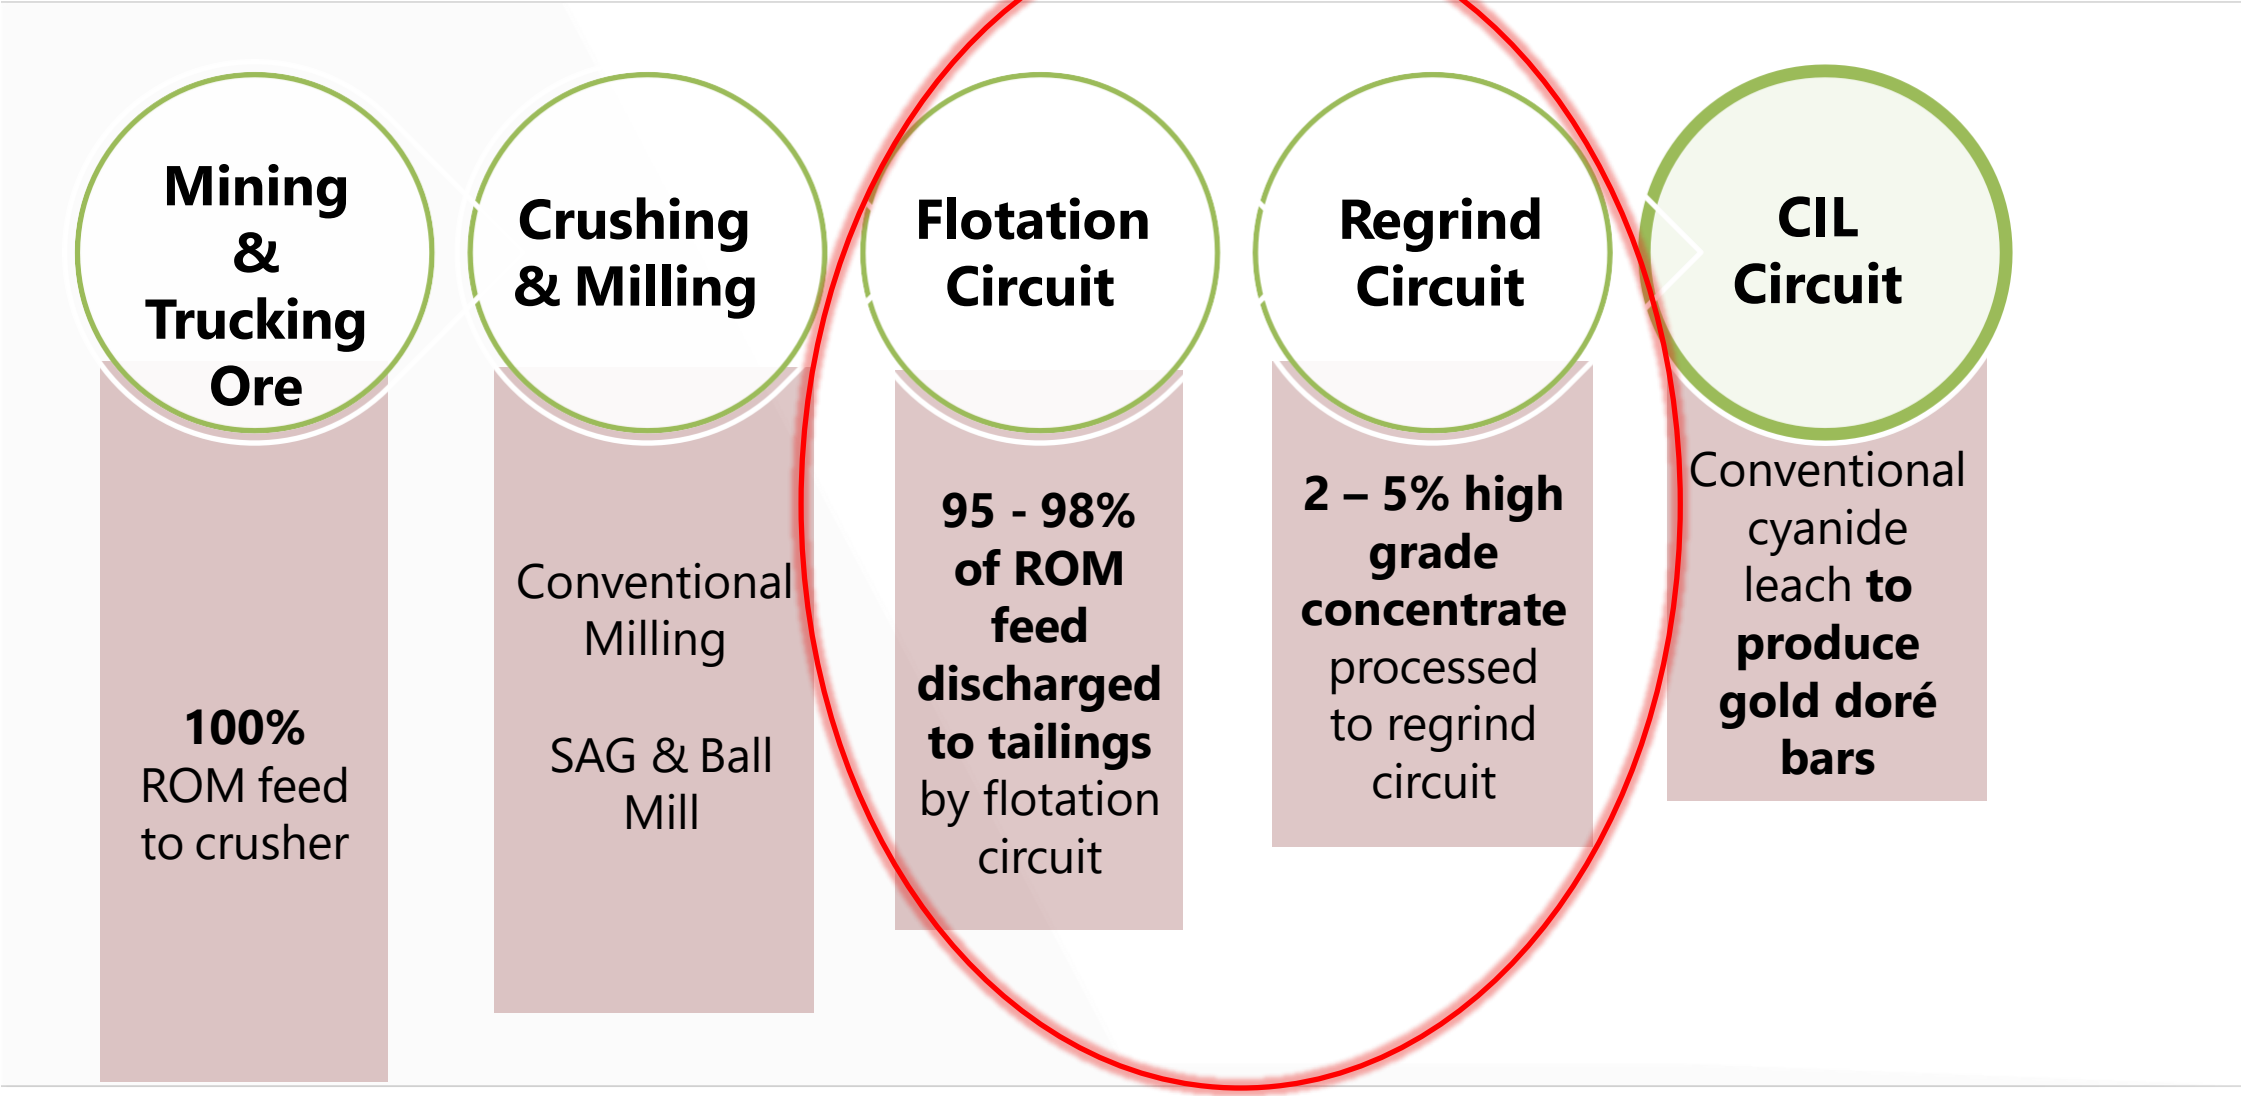 Mining
&
Trucking
Ore
100%
ROM feed
to crusher
Crushing
& Milling
Conventional
Milling
SAG & Ball
Mill
Flotation
Circuit
95 - 98%
of ROM
feed
discharged
to tailings
by flotation
circuit
Regrind
Circuit
2 – 5% high
grade
concentrate
processed
to regrind
circuit
CIL
Circuit
Conventional
cyanide
leach to
produce
gold doré
bars